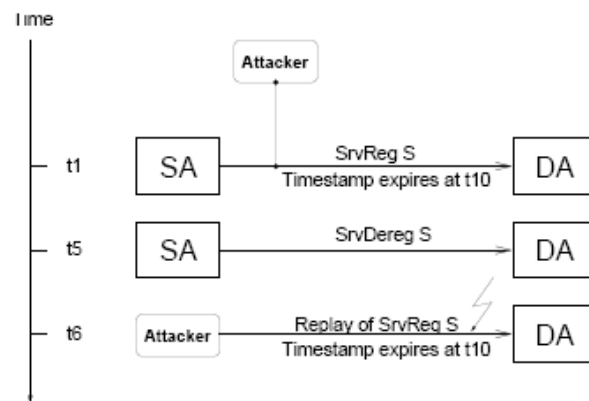 Time
Attacker
t1
SA
SrvReg S
Timestamp expires at t10
DA
t5
SA
SrvDereg S
DA
t6
Attacker
Replay of SrvReg S
Timestamp expires at t10
DA